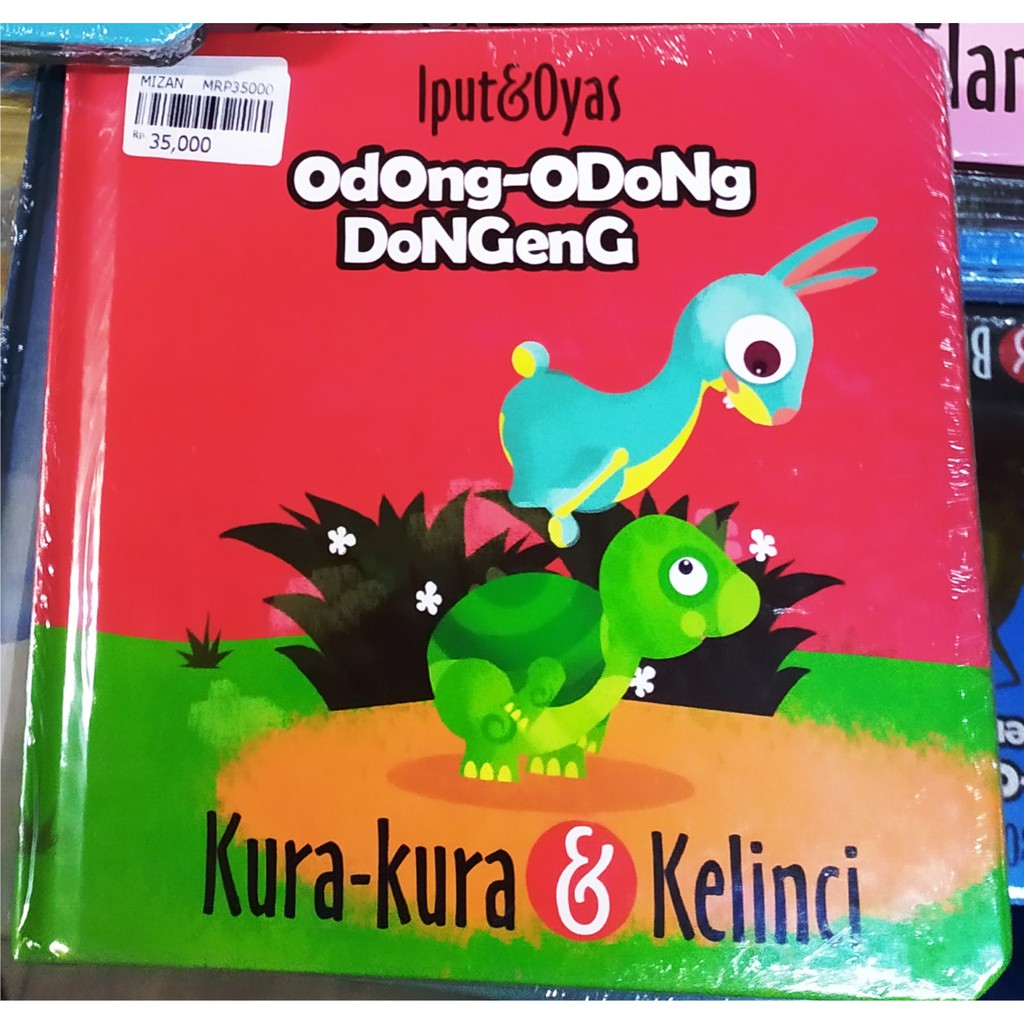 MIZAN MRP35000
Rp. 35,000
Iput&Oyas
OdOng-ODoNg
DoNGenG
Kura-kura & Kelinci